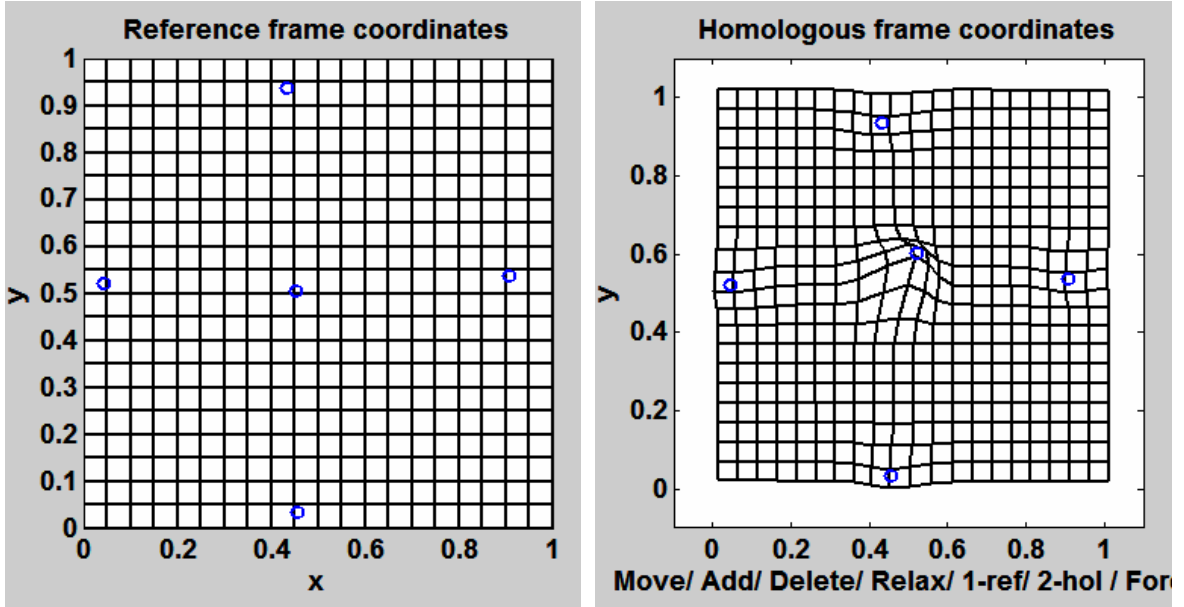 Reference frame coordinates
1
0.9
0.8
0.7
0.6
0.5
0.4
0.3
0.2
0.1
0
y
0 0.2 0.4 0.6 0.8 1
x
Homologous frame coordinates
1
0.8
0.6
0.4
0.2
0
y
0 0.2 0.4 0.6 0.8 1
Move/ Add/ Delete/ Relax/ 1-ref/ 2-hol / For